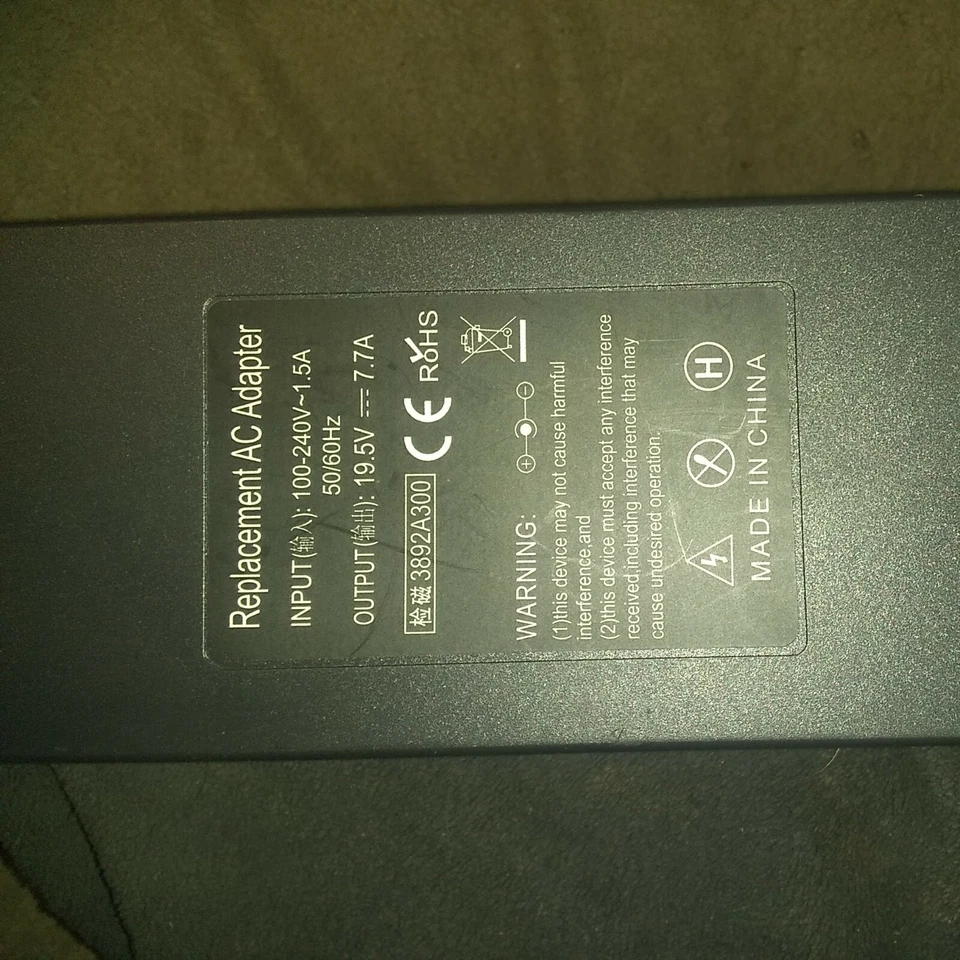 Replacement AC Adapter
INPUT(输入): 100-240V~1.5A
50/60Hz
OUTPUT(输出): 19.5V ⎓ 7.7A
检磁 3892A300 CE RoHS
WARNING:
(1)this device may not cause harmful
interference,and
(2)this device must accept any interference
received,including interference that may
cause undesired operation.
H
MADE IN CHINA